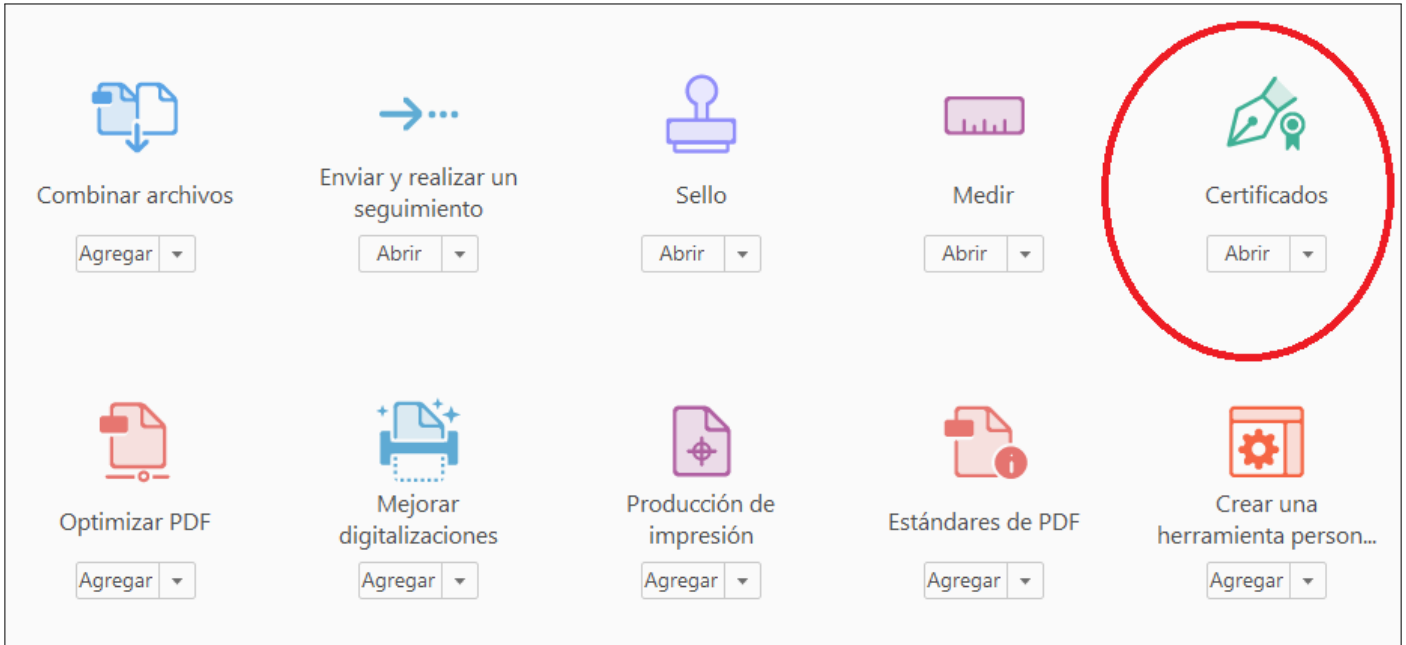 Combinar archivos
Enviar y realizar un
seguimiento
Sello
Medir
Certificados
Agregar
Abrir
Abrir
Abrir
Abrir
Optimizar PDF
Mejorar
digitalizaciones
Producción de
impresión
Estándares de PDF
Crear una
herramienta person...
Agregar
Agregar
Agregar
Agregar
Agregar